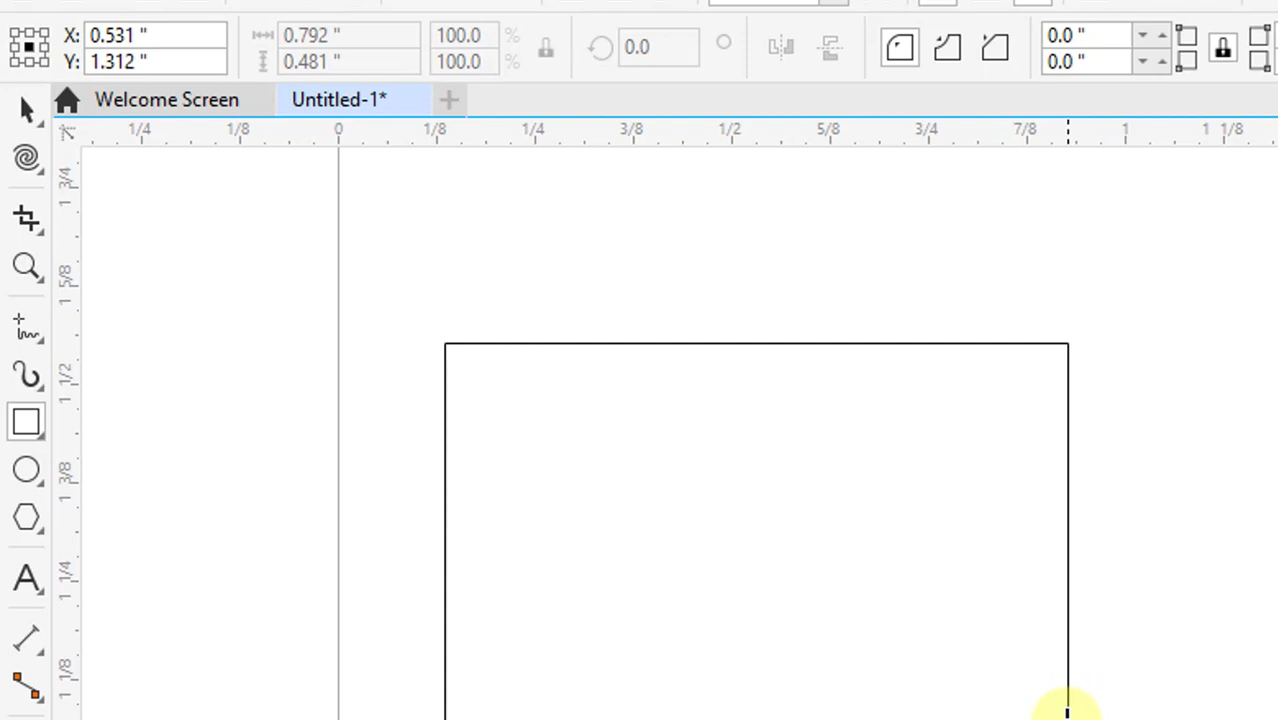 X: 0.531 " 0.792 " 100.0 % 0.0 0.0 "
Y: 1.312 " 0.481 " 100.0 % 0.0 "
Welcome Screen Untitled-1*
1/4 1/8 0 1/8 1/4 3/8 1/2 5/8 3/4 7/8 1 1 1/8
1 3/4
1 5/8
1 1/2
1 3/8
1 1/4
1 1/8
A